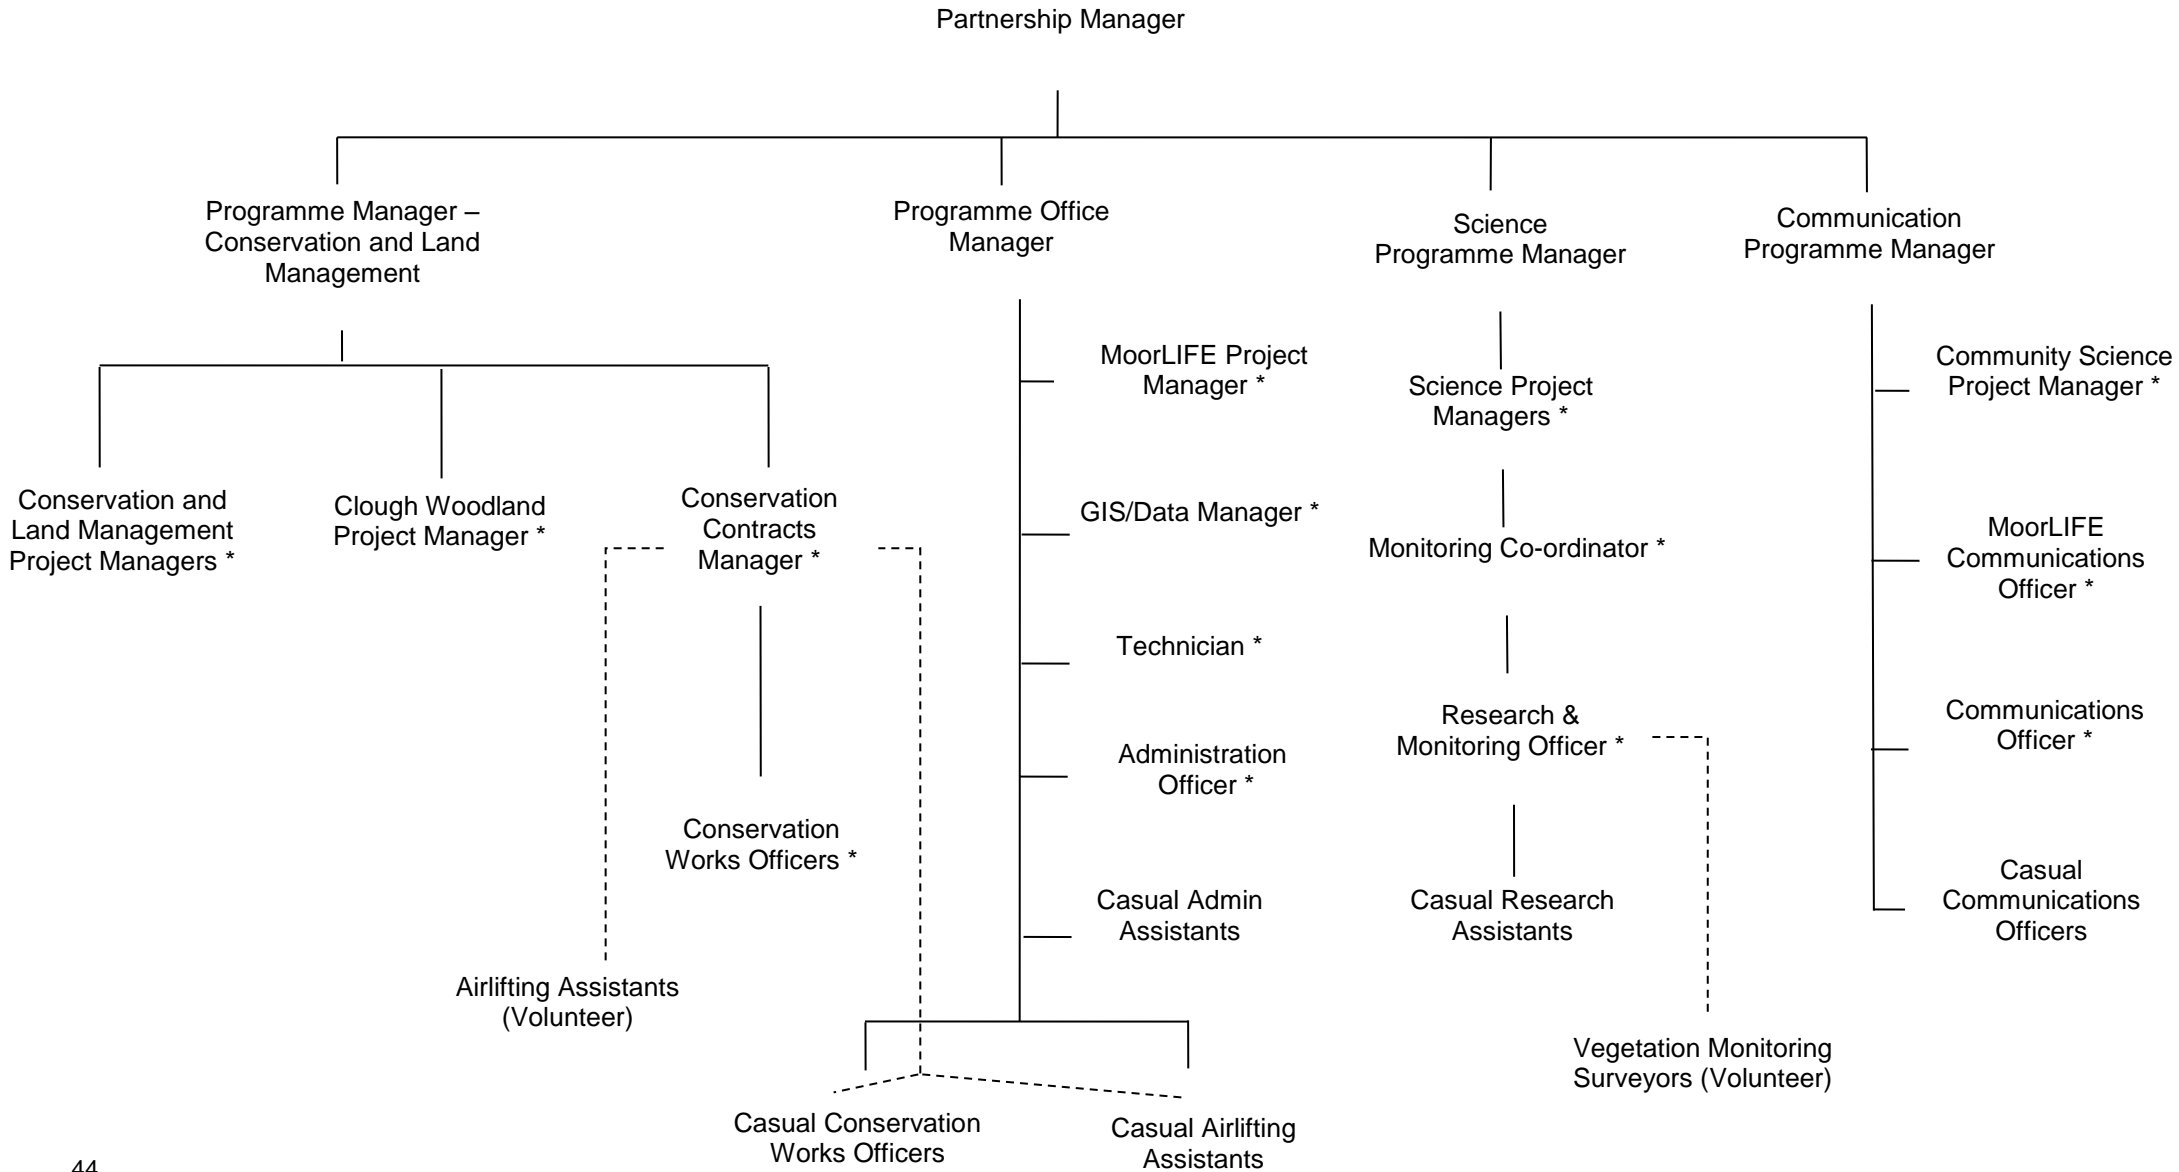 Partnership Manager
Programme Manager –
Conservation and Land
Management
Programme Office
Manager
Science
Programme Manager
Communication
Programme Manager
MoorLIFE Project
Manager *
Science Project
Managers *
Community Science
Project Manager *
Conservation and
Land Management
Project Managers *
Clough Woodland
Project Manager *
Conservation
Contracts
Manager *
GIS/Data Manager *
Monitoring Co-ordinator *
MoorLIFE
Communications
Officer *
Technician *
Research &
Monitoring Officer *
Communications
Officer *
Administration
Officer *
Conservation
Works Officers *
Casual Admin
Assistants
Casual Research
Assistants
Casual
Communications
Officers
Airlifting Assistants
(Volunteer)
Vegetation Monitoring
Surveyors (Volunteer)
Casual Conservation
Works Officers
Casual Airlifting
Assistants
44